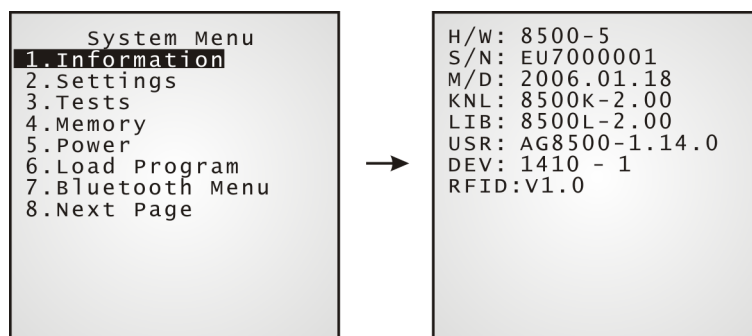 System Menu
1.Information
2.Settings
3.Tests
4.Memory
5.Power
6.Load Program
7.Bluetooth Menu
8.Next Page
H/W: 8500-5
S/N: EU7000001
M/D: 2006.01.18
KNL: 8500K-2.00
LIB: 8500L-2.00
USR: AG8500-1.14.0
DEV: 1410 - 1
RFID:V1.0